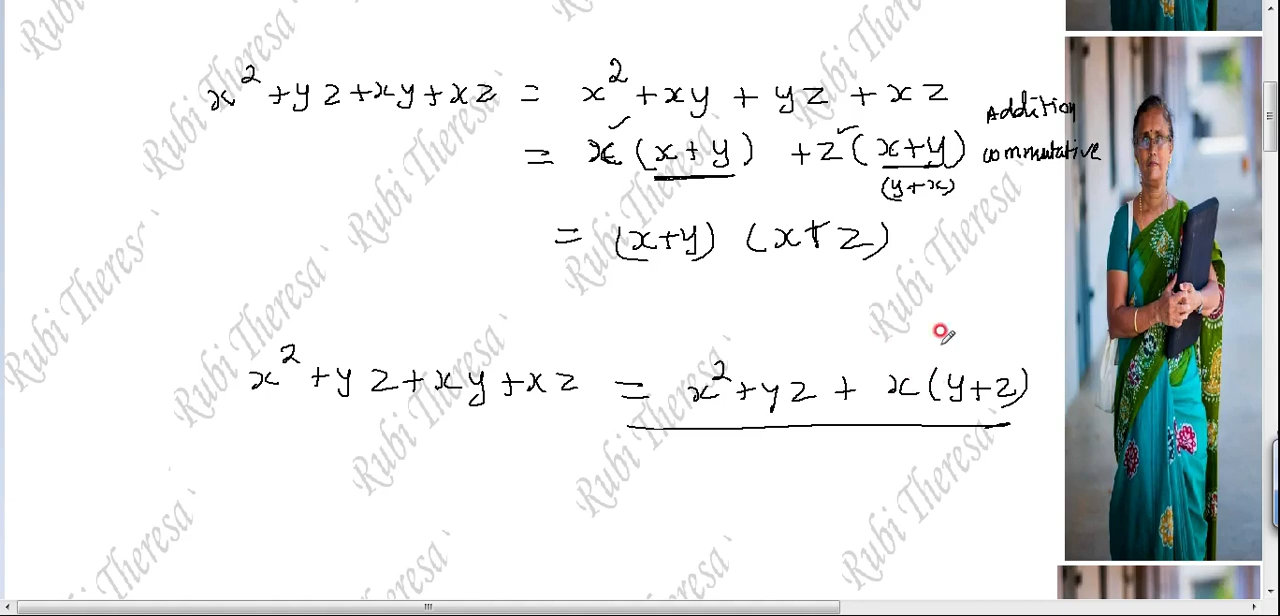 x² + yz + xy + xz = x² + xy + yz + xz
Addition
= x (x + y) + z (x + y) commutative
(y + x)
= (x + y) (x + z)
x² + yz + xy + xz = x² + yz + x (y + z)
Rubi Theresa